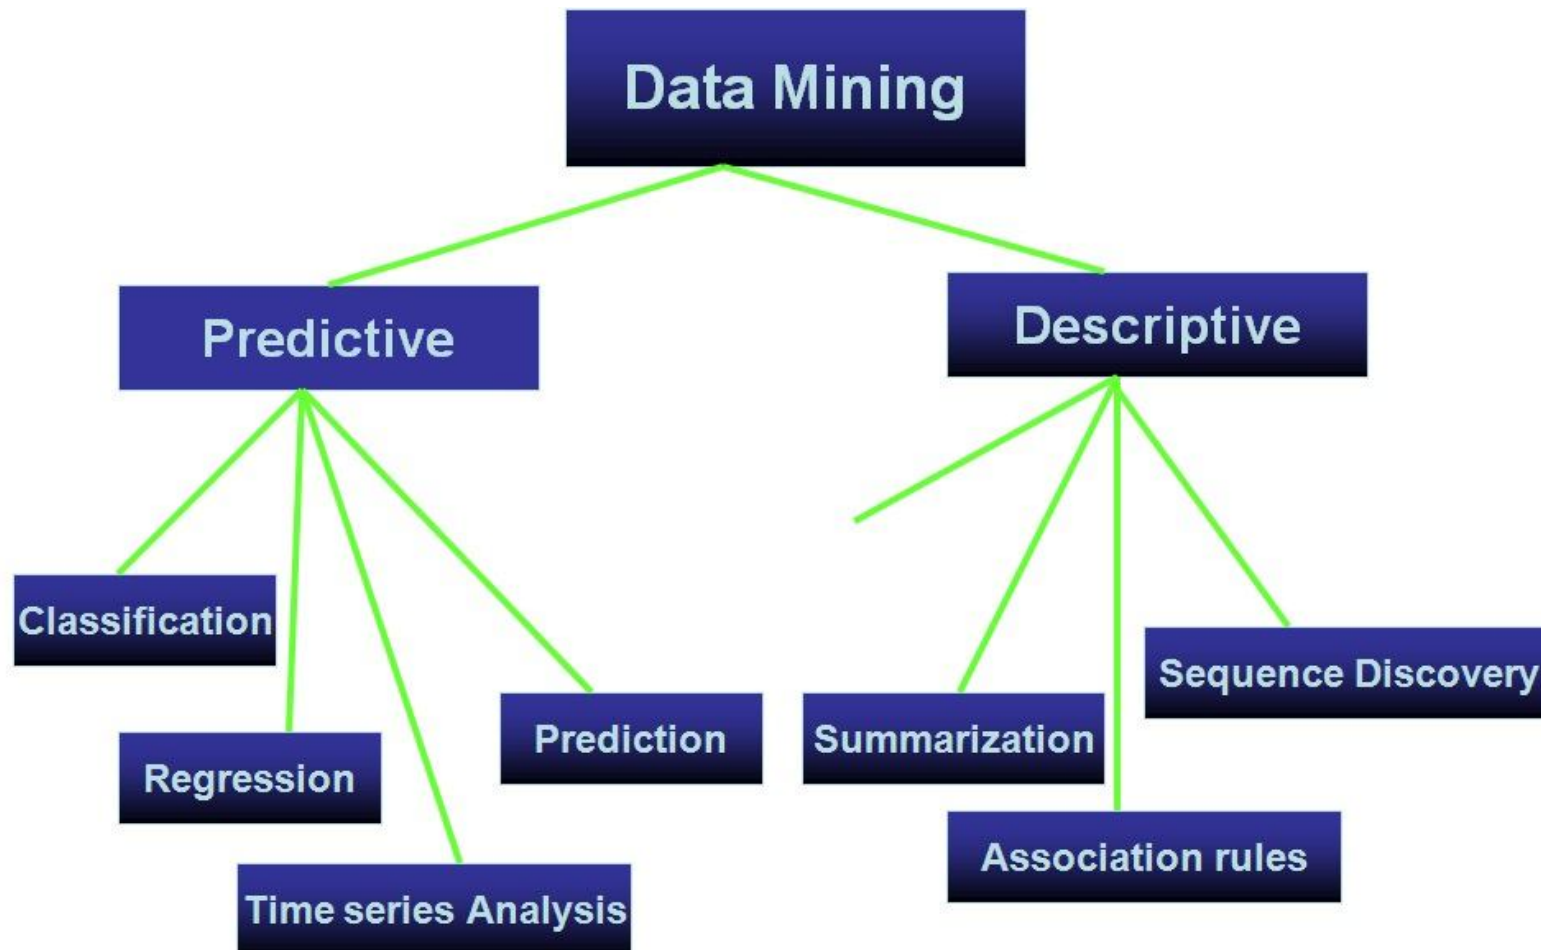 Data Mining
Predictive
Descriptive
Classification
Regression
Time series Analysis
Prediction
Summarization
Association rules
Sequence Discovery